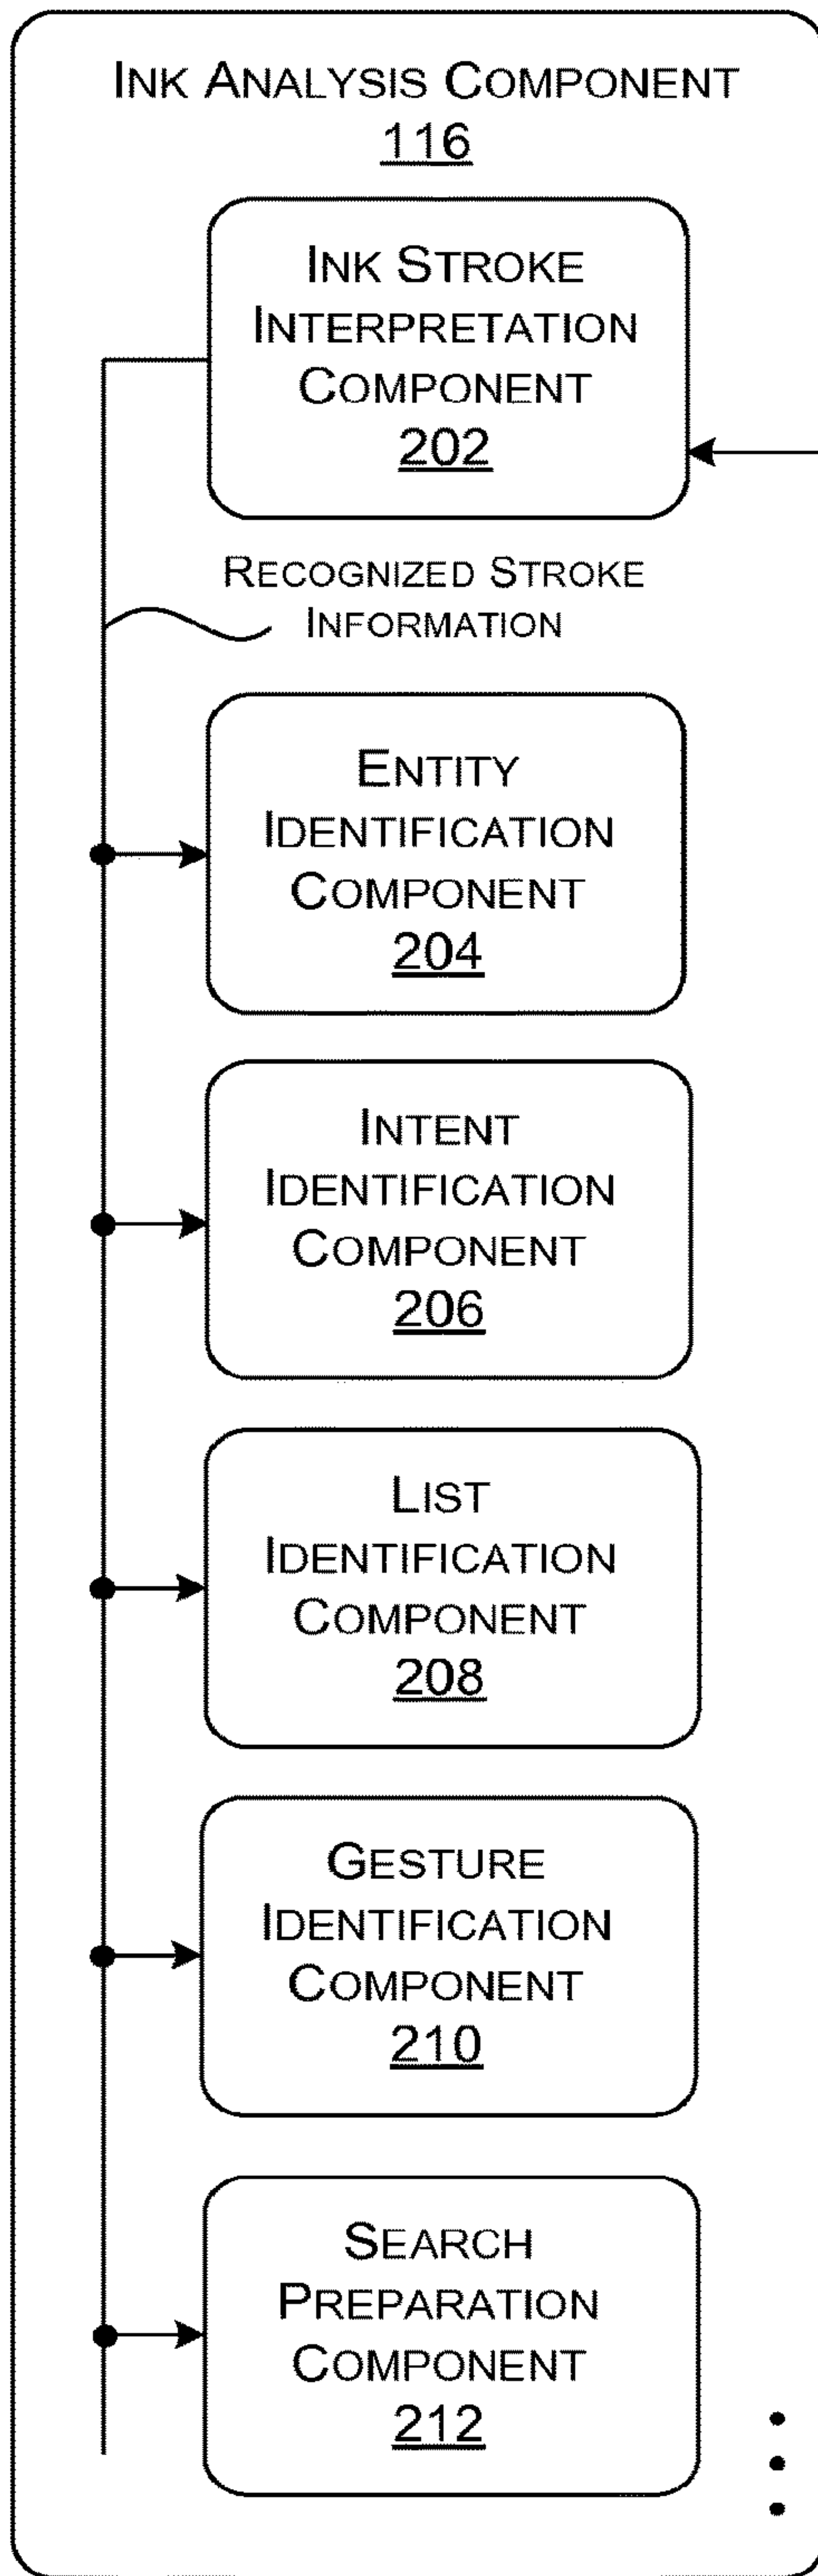 INK ANALYSIS COMPONENT
116
INK STROKE
INTERPRETATION
COMPONENT
202
RECOGNIZED STROKE
INFORMATION
ENTITY
IDENTIFICATION
COMPONENT
204
INTENT
IDENTIFICATION
COMPONENT
206
LIST
IDENTIFICATION
COMPONENT
208
GESTURE
IDENTIFICATION
COMPONENT
210
SEARCH
PREPARATION
COMPONENT
212